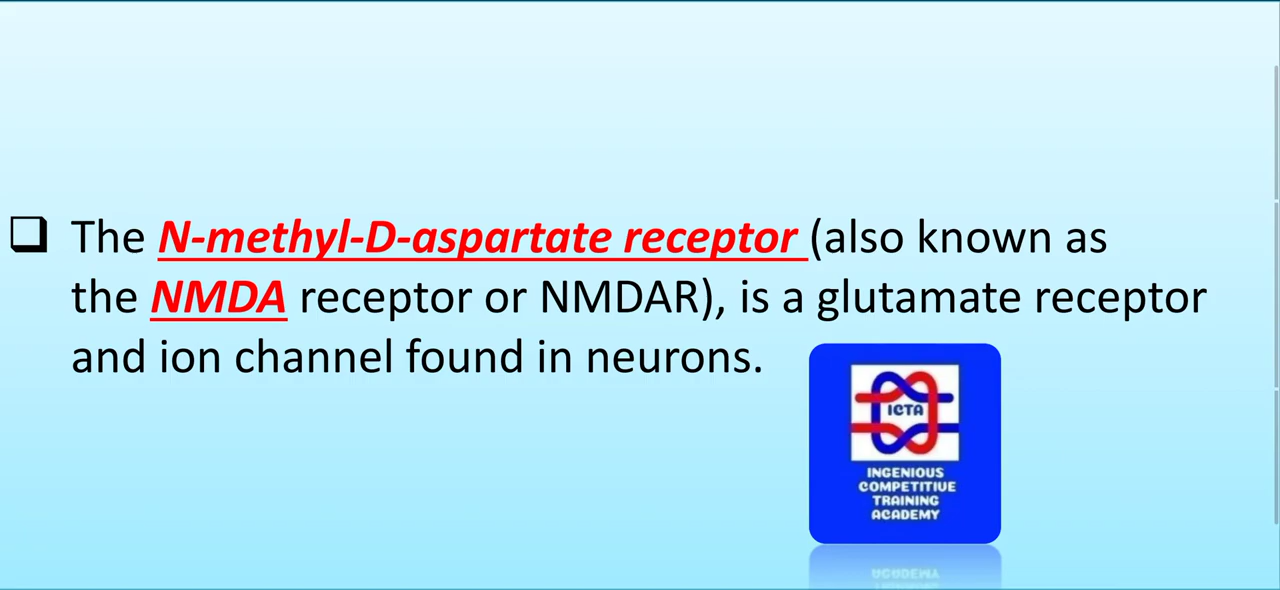 The N-methyl-D-aspartate receptor (also known as
the NMDA receptor or NMDAR), is a glutamate receptor
and ion channel found in neurons.
ICTA
INGENIOUS
COMPETITIVE
TRAINING
ACADEMY